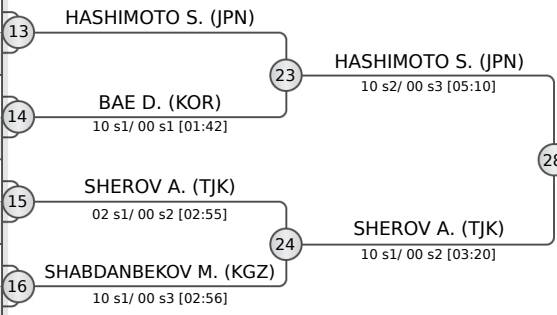 HASHIMOTO S. (JPN)
13
23
HASHIMOTO S. (JPN)
10 s2/ 00 s3 [05:10]
BAE D. (KOR)
14
10 s1/ 00 s1 [01:42]
28
SHEROV A. (TJK)
15
02 s1/ 00 s2 [02:55]
SHEROV A. (TJK)
24
10 s1/ 00 s2 [03:20]
SHABDANBEKOV M. (KGZ)
16
10 s1/ 00 s3 [02:56]